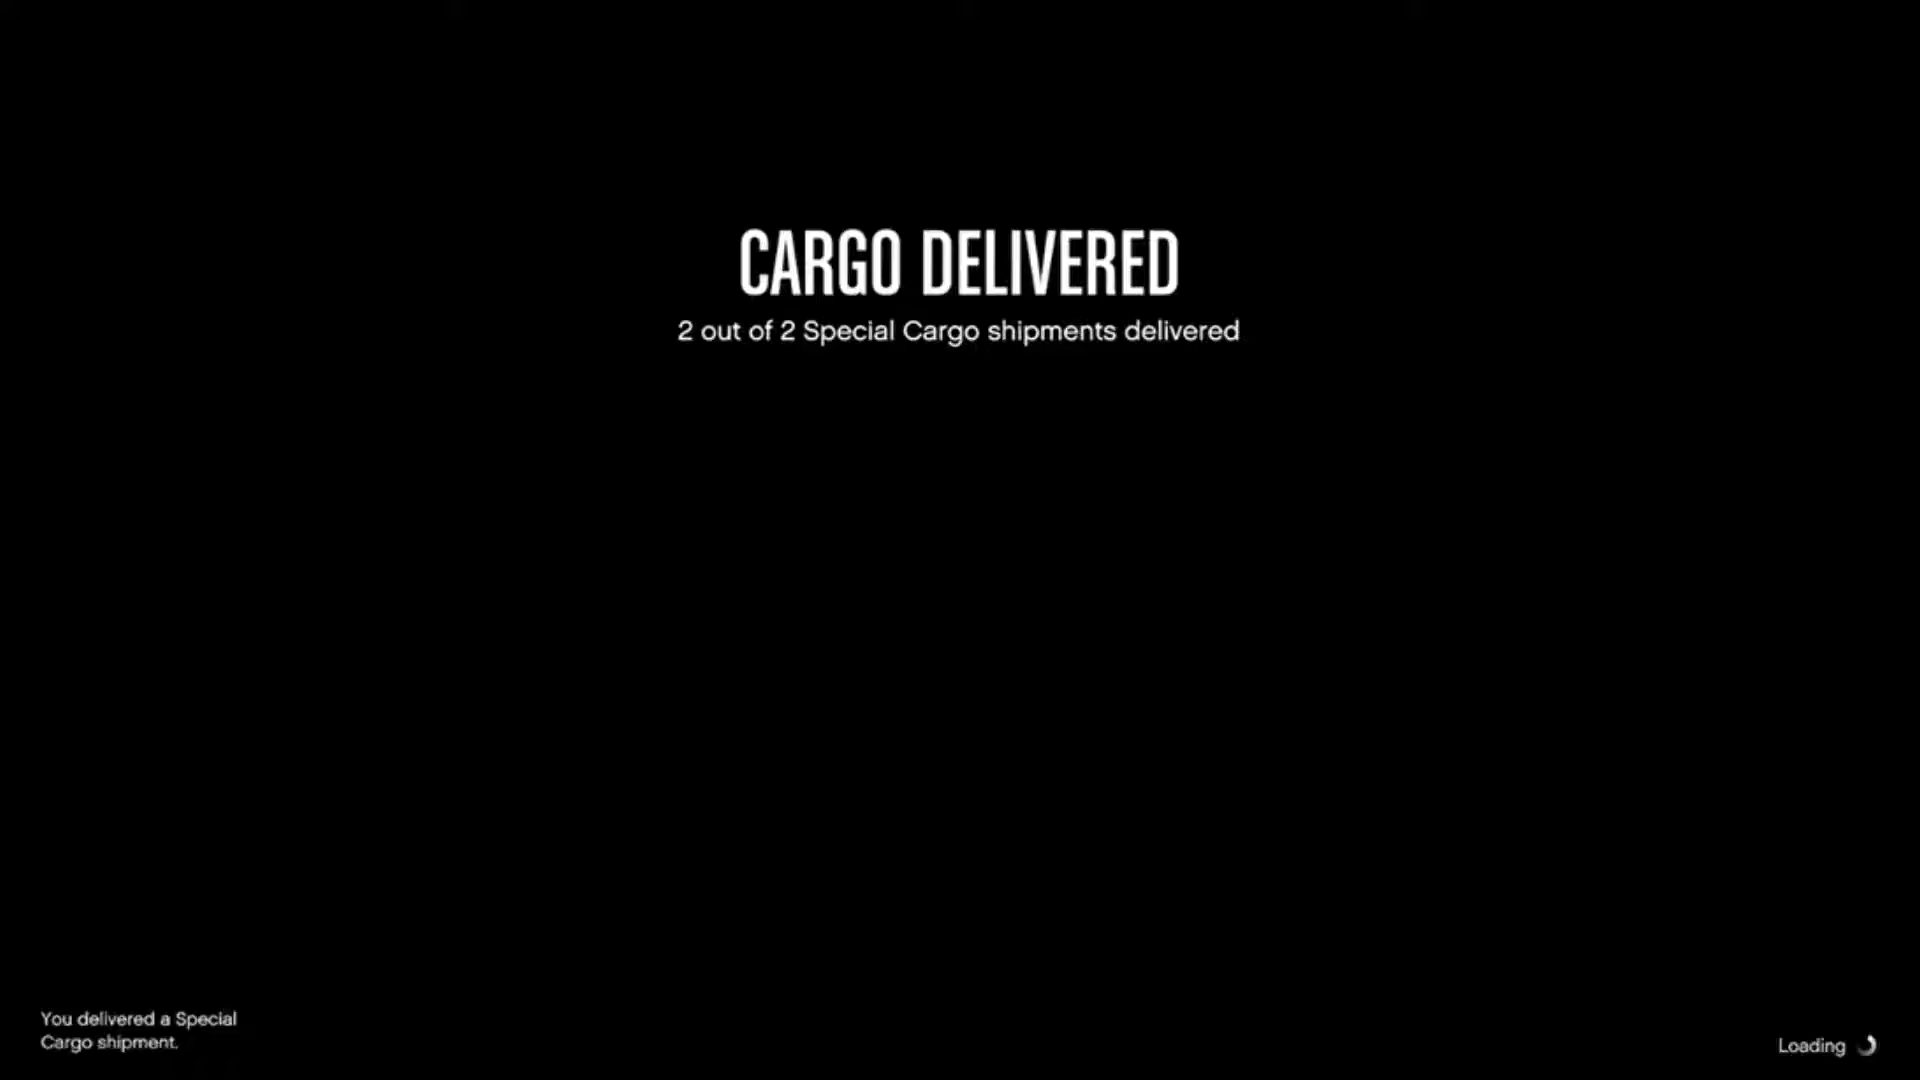 CARGO DELIVERED
2 out of 2 Special Cargo shipments delivered
You delivered a Special
Cargo shipment.
Loading